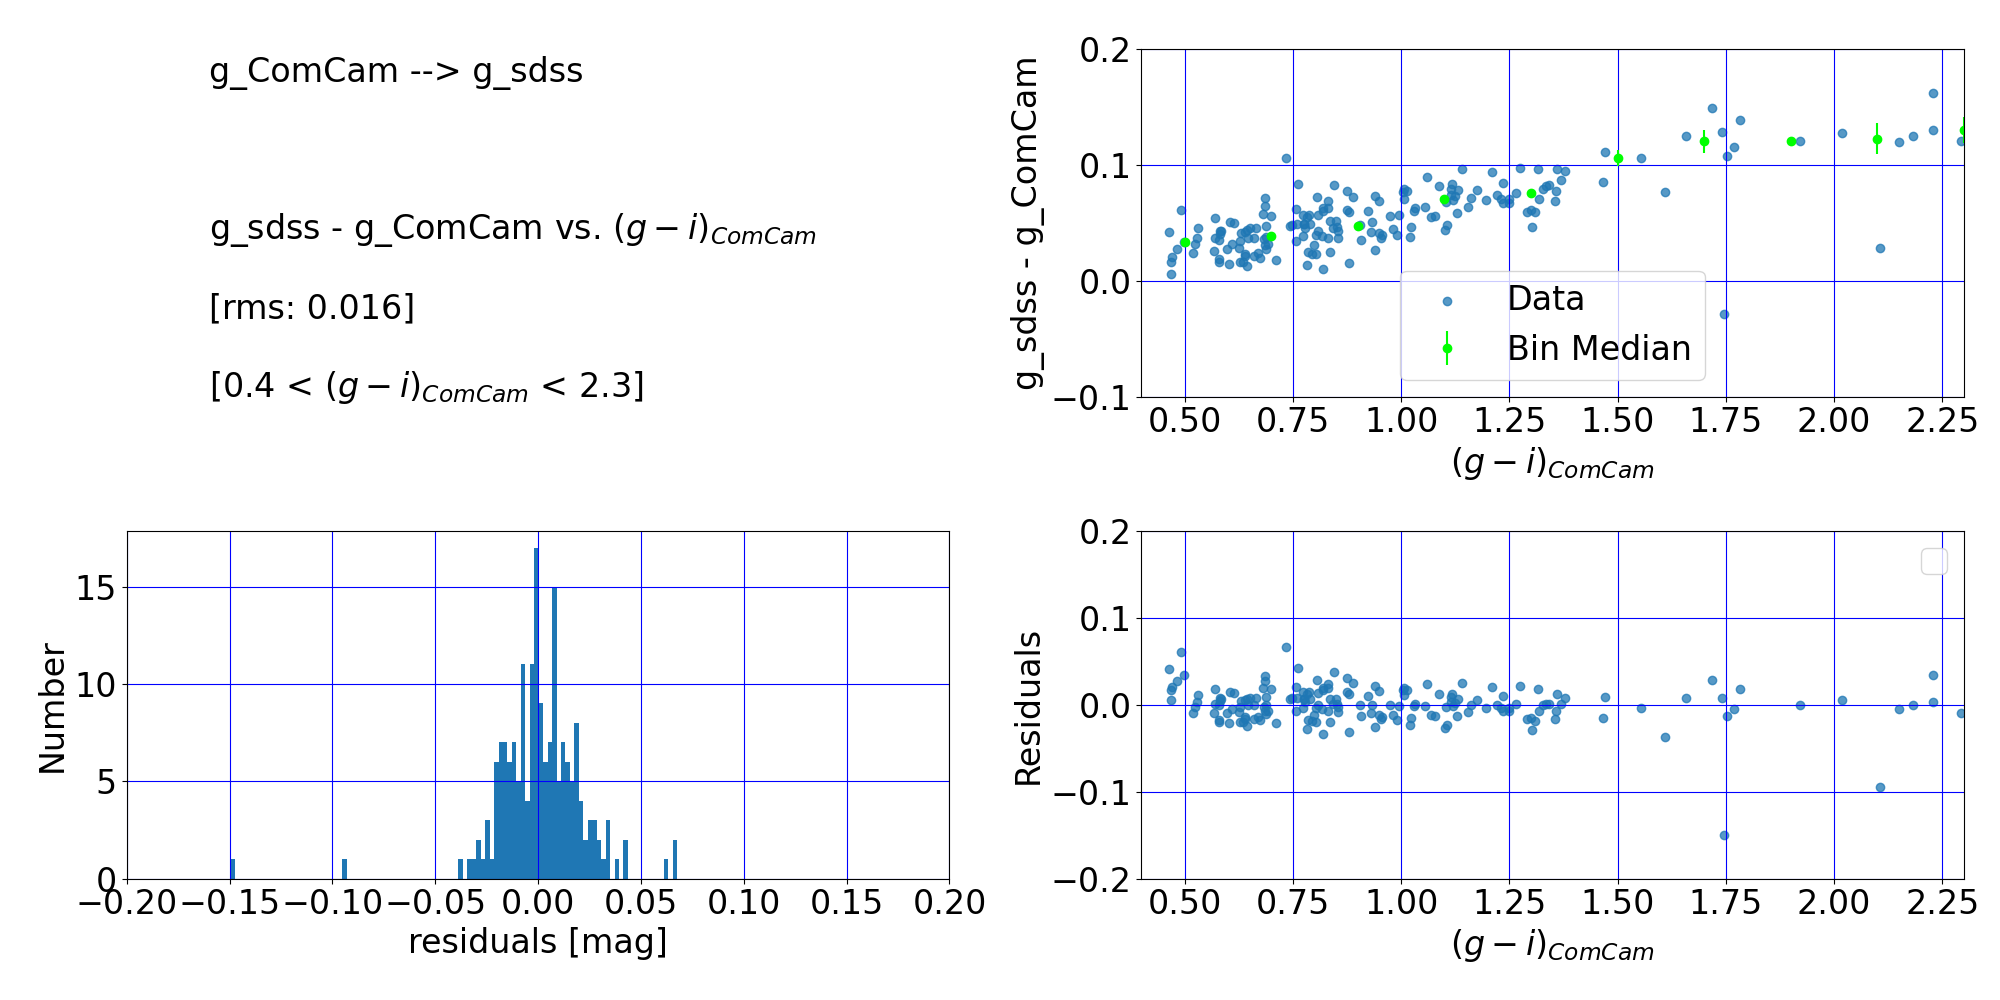 g_ComCam --> g_sdss
g_sdss - g_ComCam vs. (g − i)ComCam
[rms: 0.016]
[0.4 < (g − i)ComCam < 2.3]
g_sdss - g_ComCam
0.2
0.1
0.0
−0.1
Data
Bin Median
0.50 0.75 1.00 1.25 1.50 1.75 2.00 2.25
(g − i)ComCam
Number
15
10
5
0
−0.20 −0.15 −0.10 −0.05 0.00 0.05 0.10 0.15 0.20
residuals [mag]
Residuals
0.2
0.1
0.0
−0.1
−0.2
0.50 0.75 1.00 1.25 1.50 1.75 2.00 2.25
(g − i)ComCam